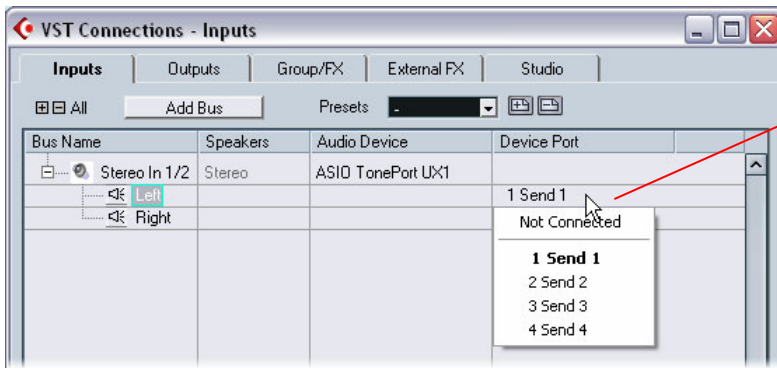 VST Connections - Inputs
Inputs Outputs Group/FX External FX Studio
All Add Bus Presets -
Bus Name Speakers Audio Device Device Port
Stereo In 1/2 Stereo ASIO TonePort UX1
Left 1 Send 1
Right Not Connected
1 Send 1
2 Send 2
3 Send 3
4 Send 4